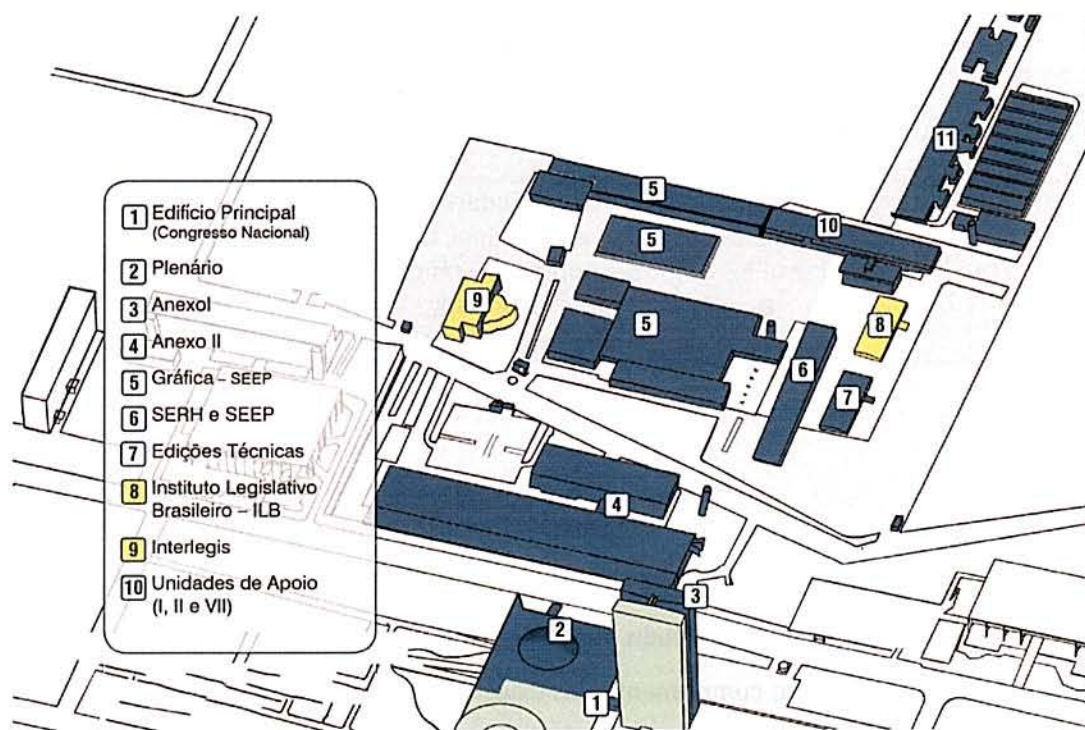 1 Edifício Principal
(Congresso Nacional)
2 Plenário
3 AnexoI
4 Anexo II
5 Gráfica – SEEP
6 SERH e SEEP
7 Edições Técnicas
8 Instituto Legislativo
Brasileiro – ILB
9 Interlegis
10 Unidades de Apoio
(I, II e VII)
11
5
10
5
9
8
5
6
7
4
3
2
1